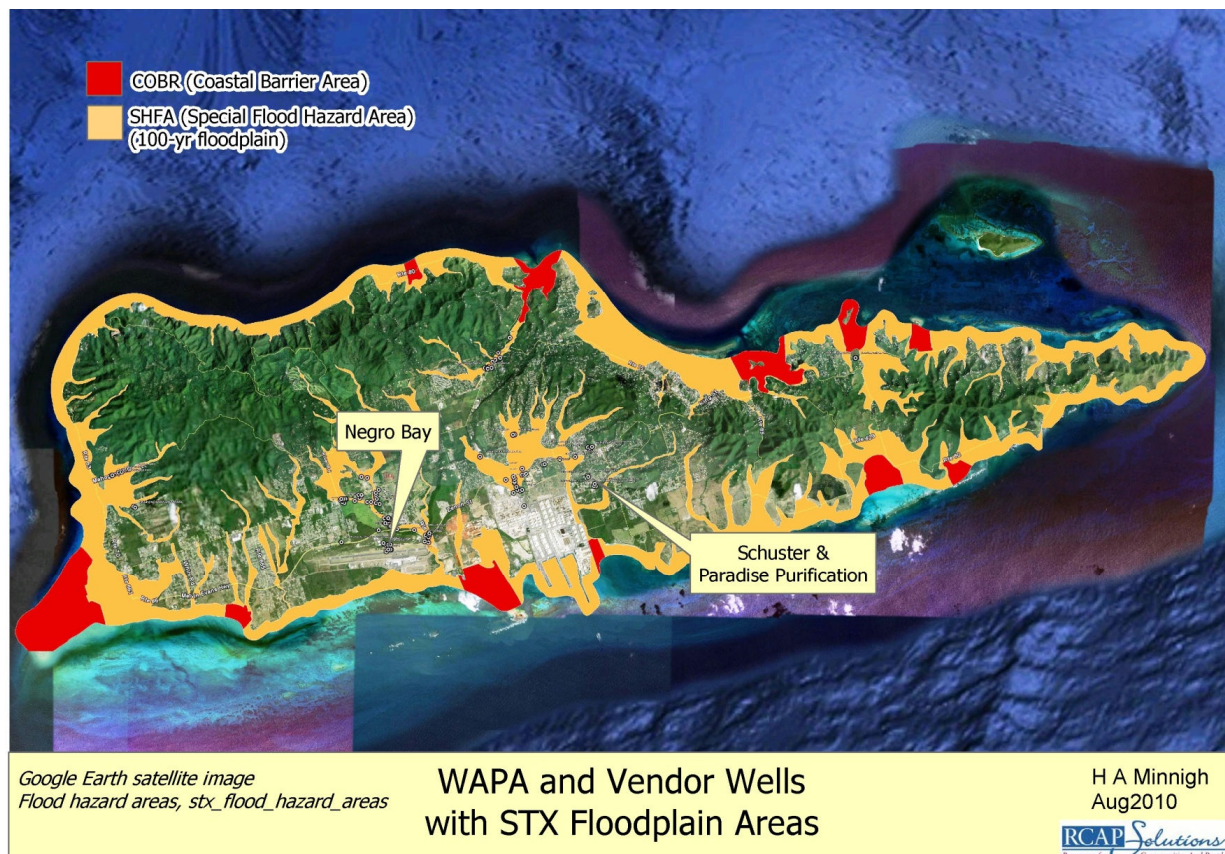 COBR (Coastal Barrier Area)
SHFA (Special Flood Hazard Area)
(100-yr floodplain)
Negro Bay
Schuster &
Paradise Purification
Google Earth satellite image
Flood hazard areas, stx_flood_hazard_areas
WAPA and Vendor Wells
with STX Floodplain Areas
H A Minnigh
Aug2010
RCAP Solutions